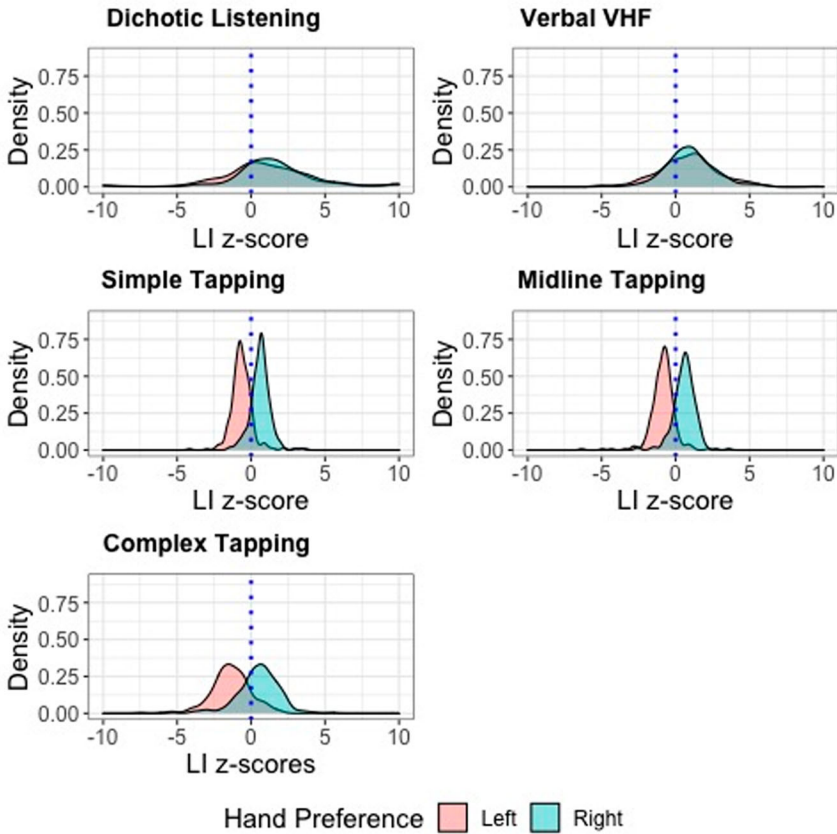 Dichotic Listening
Verbal VHF
Density
0.75
0.50
0.25
0.00
-10 -5 0 5 10
LI z-score
Density
0.75
0.50
0.25
0.00
-10 -5 0 5 10
LI z-score
Simple Tapping
Midline Tapping
Density
0.75
0.50
0.25
0.00
-10 -5 0 5 10
LI z-score
Density
0.75
0.50
0.25
0.00
-10 -5 0 5 10
LI z-score
Complex Tapping
Density
0.75
0.50
0.25
0.00
-10 -5 0 5 10
LI z-scores
Hand Preference Left Right